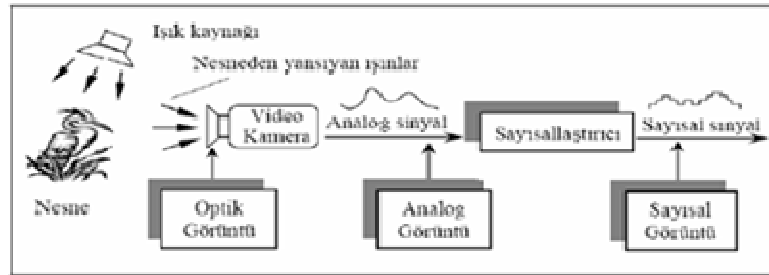 Işık kaynağı
Nesneden yansıyan ışınlar
Video
Kamera
Analog sinyal
Sayısallaştırıcı
Sayısal sinyal
Nesne
Optik
Görüntü
Analog
Görüntü
Sayısal
Görüntü